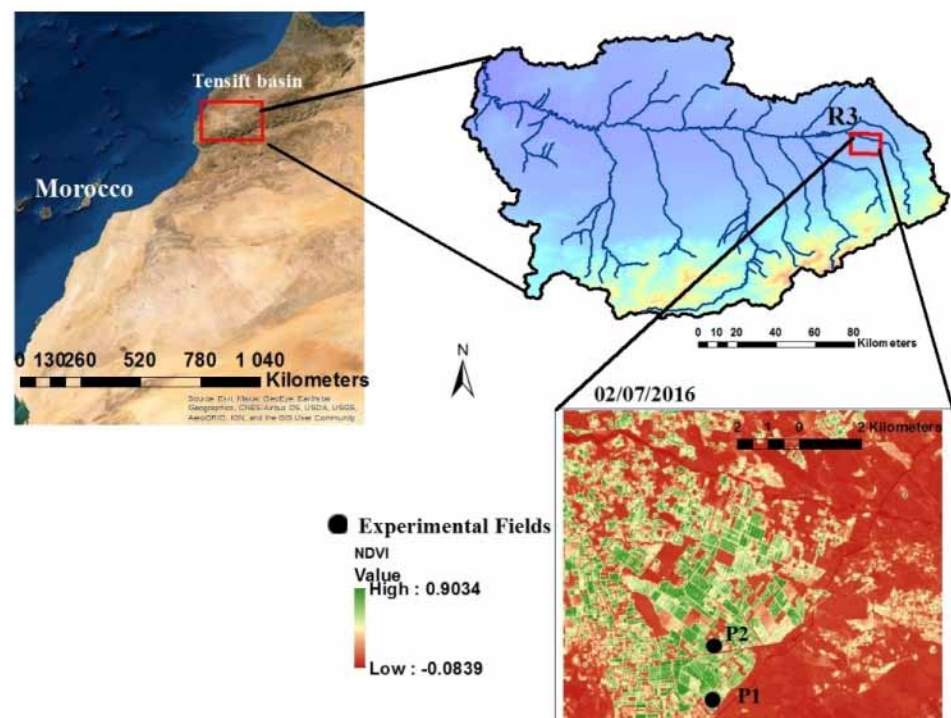 Tensift basin
Morocco
0 130 260 520 780 1 040
Kilometers
Source: Esri, Maxar, GeoEye, Earthstar
Geographics, CNES/Airbus DS, USDA, USGS,
AeroGRID, IGN, and the GIS User Community
R3
0 10 20 40 60 80
Kilometers
N
02/07/2016
2 1 0 2 Kilometers
P2
P1
Experimental Fields
NDVI
Value
High : 0.9034
Low : -0.0839